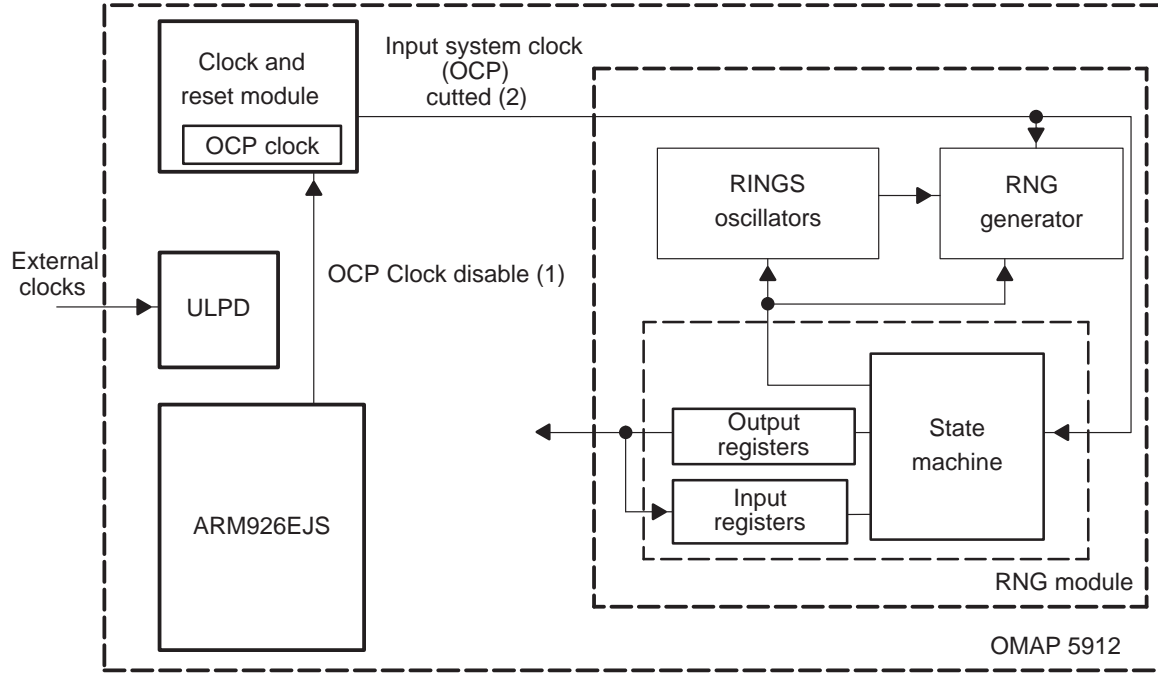 Clock and
reset module
OCP clock
Input system clock
(OCP)
cutted (2)
RINGS
oscillators
RNG
generator
External
clocks
ULPD
OCP Clock disable (1)
ARM926EJS
Output
registers
Input
registers
State
machine
RNG module
OMAP 5912